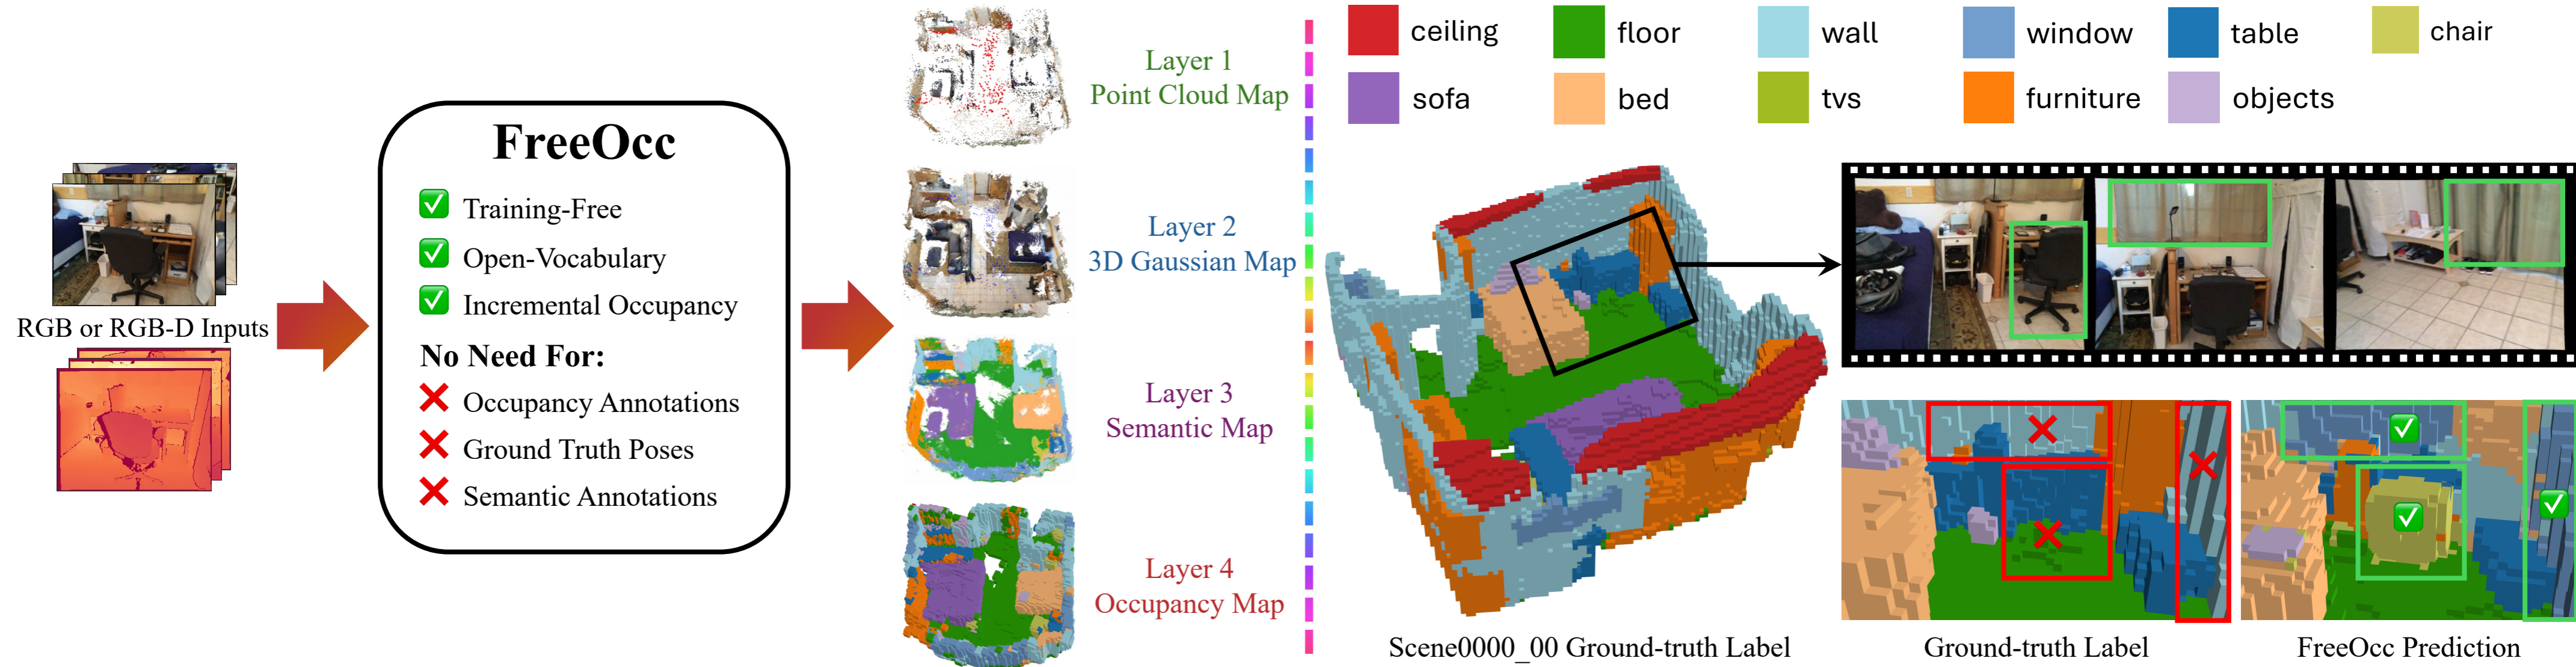 RGB or RGB-D Inputs
FreeOcc
Training-Free
Open-Vocabulary
Incremental Occupancy
No Need For:
Occupancy Annotations
Ground Truth Poses
Semantic Annotations
Layer 1
Point Cloud Map
Layer 2
3D Gaussian Map
Layer 3
Semantic Map
Layer 4
Occupancy Map
ceiling floor wall window table chair
sofa bed tvs furniture objects
Scene0000_00 Ground-truth Label
Ground-truth Label
FreeOcc Prediction